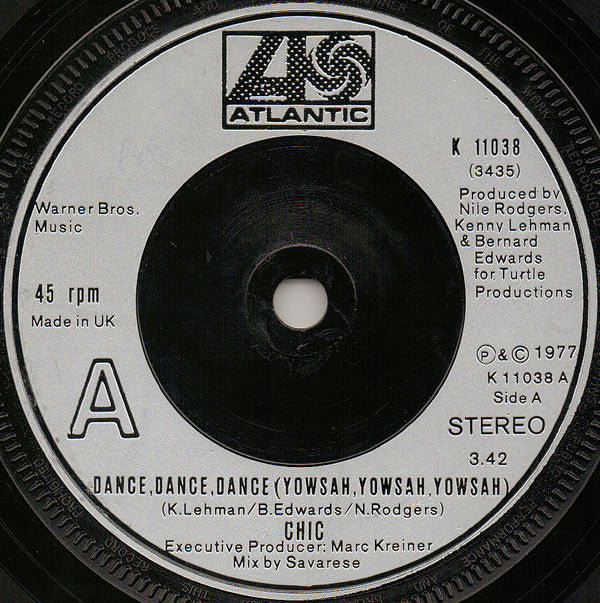 ATLANTIC
K 11038
(3435)
Warner Bros.
Music
Produced by
Nile Rodgers,
Kenny Lehman
& Bernard
Edwards
for Turtle
Productions
45 rpm
Made in UK
A
℗ & © 1977
K 11038 A
Side A
STEREO
3.42
DANCE,DANCE,DANCE (YOWSAH,YOWSAH,YOWSAH)
(K.Lehman/B.Edwards/N.Rodgers)
CHIC
Executive Producer: Marc Kreiner
Mix by Savarese